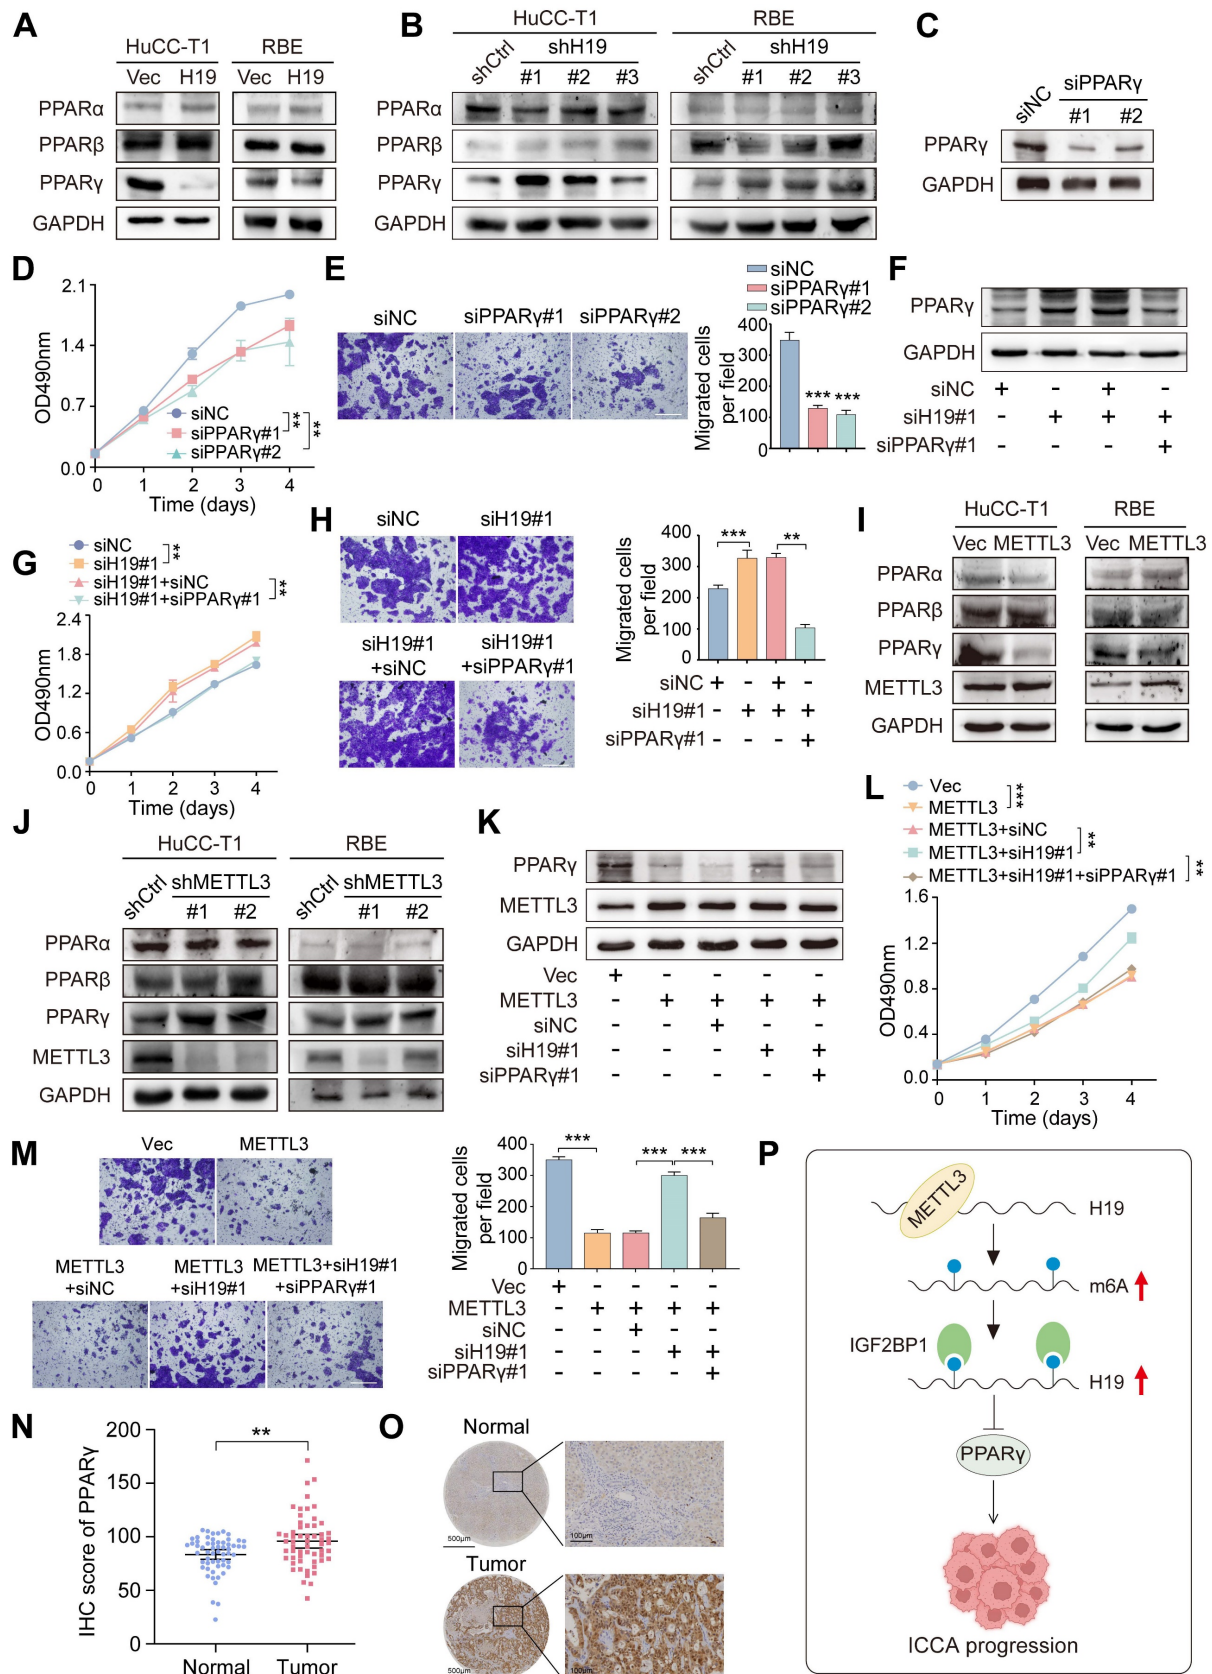 A
HuCC-T1 RBE
Vec H19 Vec H19
PPARα
PPARβ
PPARγ
GAPDH
B
HuCC-T1 RBE
shCtrl shH19 shCtrl shH19
#1 #2 #3 #1 #2 #3
PPARα
PPARβ
PPARγ
GAPDH
C
siNC siPPARγ
#1 #2
PPARγ
GAPDH
D
2.1
1.4
0.7
0.0
OD490nm
siNC
siPPARγ#1
siPPARγ#2
**
**
0 1 2 3 4
Time (days)
E
siNC siPPARγ#1 siPPARγ#2
siNC
siPPARγ#1
siPPARγ#2
Migrated cells per field
400
300
200
100
0
*** ***
F
PPARγ
GAPDH
siNC + - + -
siH19#1 - + + +
siPPARγ#1 - - - +
G
siNC
siH19#1
siH19#1+siNC
siH19#1+siPPARγ#1
**
**
2.4
1.8
1.2
0.6
0.0
OD490nm
0 1 2 3 4
Time (days)
H
siNC siH19#1
siH19#1
+siNC
siH19#1
+siPPARγ#1
Migrated cells
per field
400
300
200
100
0
*** **
siNC + - + -
siH19#1 - + + +
siPPARγ#1 - - - +
I
HuCC-T1 RBE
Vec METTL3 Vec METTL3
PPARα
PPARβ
PPARγ
METTL3
GAPDH
J
HuCC-T1 RBE
shCtrl shMETTL3 shCtrl shMETTL3
#1 #2 #1 #2
PPARα
PPARβ
PPARγ
METTL3
GAPDH
K
PPARγ
METTL3
GAPDH
Vec + - - - -
METTL3 - + + + +
siNC - - + - -
siH19#1 - - - + +
siPPARγ#1 - - - - +
L
Vec
METTL3
METTL3+siNC
METTL3+siH19#1
METTL3+siH19#1+siPPARγ#1
***
**
**
1.6
1.2
0.8
0.4
0.0
OD490nm
0 1 2 3 4
Time (days)
M
Vec METTL3
METTL3
+siNC
METTL3
+siH19#1
METTL3+siH19#1
+siPPARγ#1
Migrated cells
per field
400
300
200
100
0
*** *** ***
Vec + - - - -
METTL3 - + + + +
siNC - - + - -
siH19#1 - - - + +
siPPARγ#1 - - - - +
N
IHC score of PPARγ
200
150
100
50
0
**
Normal Tumor
O
Normal
500μm 100μm
Tumor
500μm 100μm
P
METTL3
H19
m6A
IGF2BP1
H19
PPARγ
ICCA progression